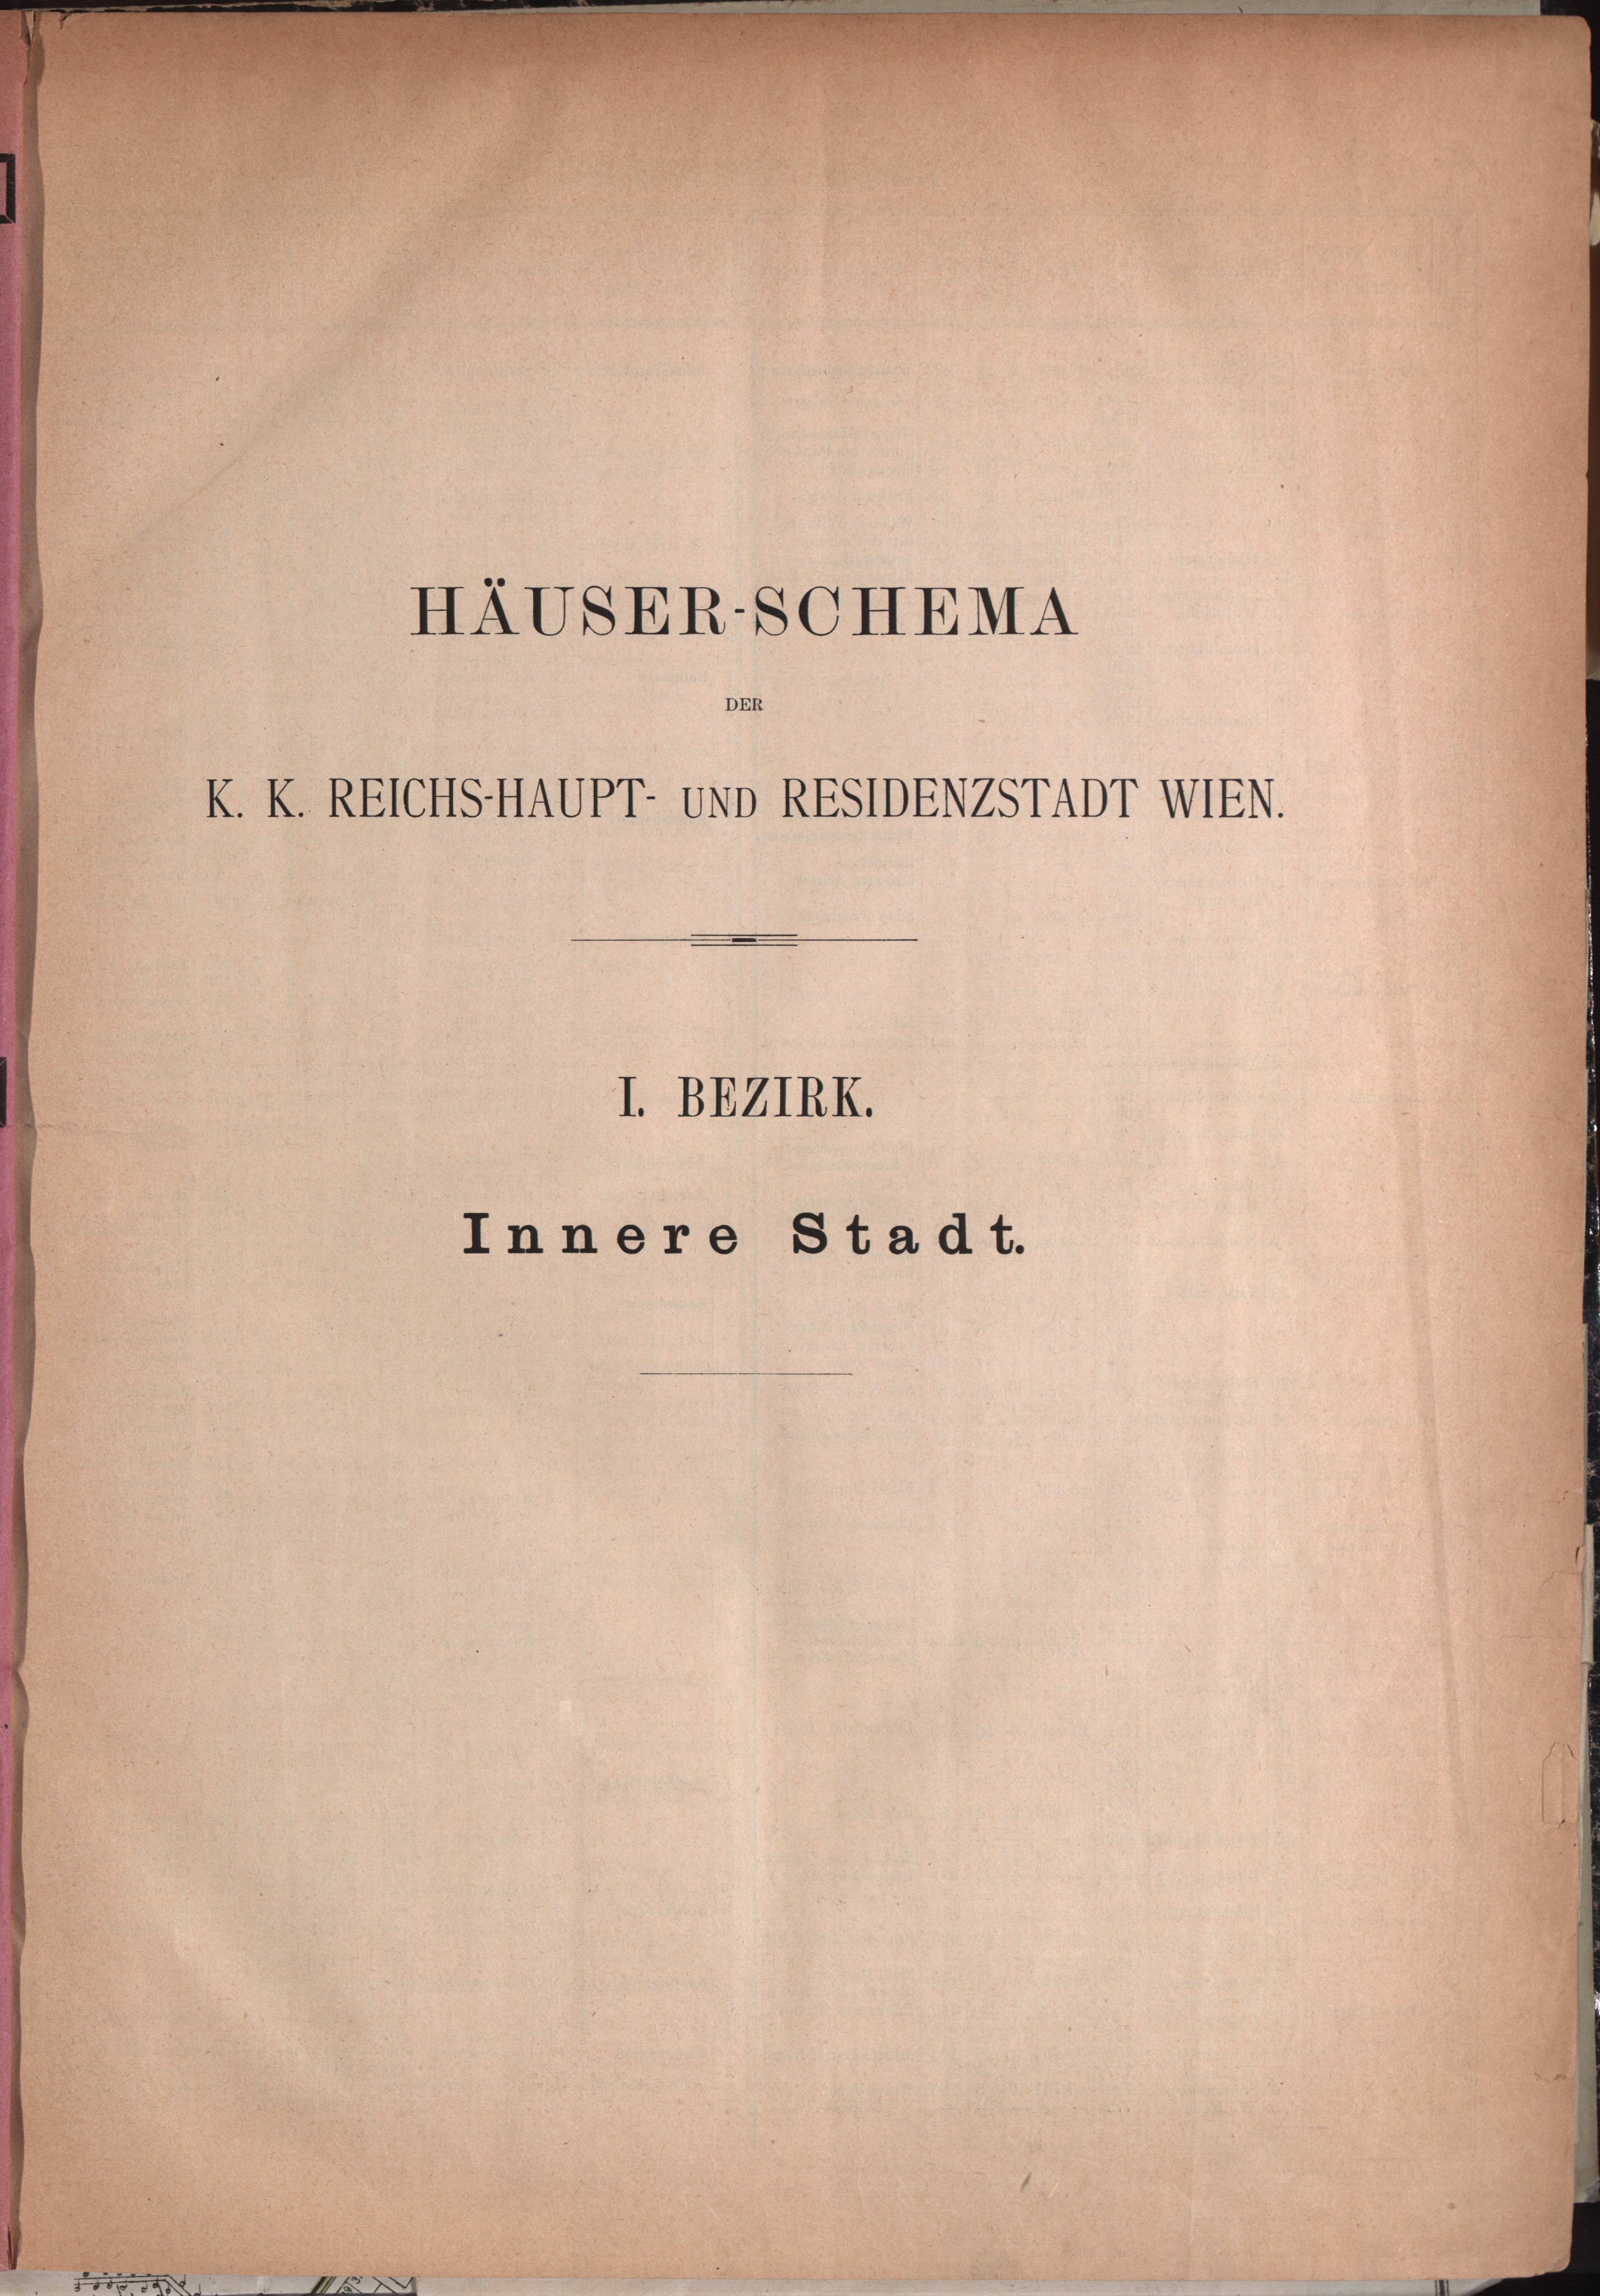 HÄUSER-SCHEMA
DER
K. K. REICHS-HAUPT- UND RESIDENZSTADT WIEN.
I. BEZIRK.
Innere Stadt.